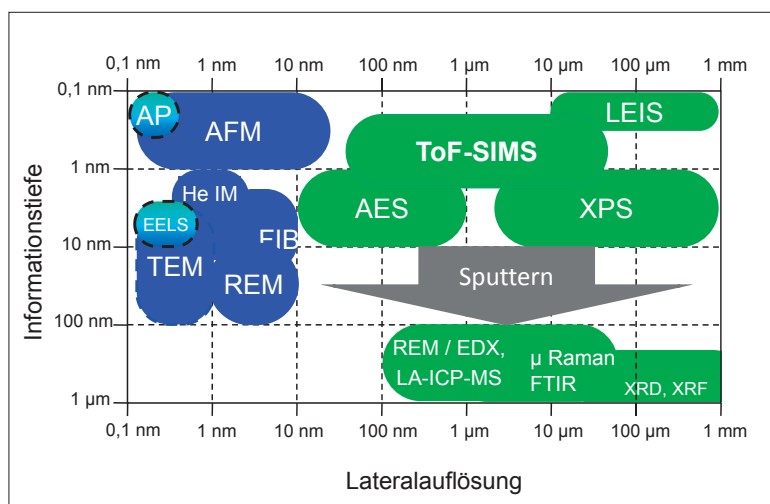 0,1 nm 1 nm 10 nm 100 nm 1 µm 10 µm 100 µm 1 mm
0,1 nm
AP
AFM
LEIS
ToF-SIMS
1 nm
He IM
AES
XPS
EELS
FIB
10 nm
TEM
REM
Sputtern
100 nm
REM / EDX,
LA-ICP-MS
µ Raman
FTIR
XRD, XRF
1 µm
0,1 nm 1 nm 10 nm 100 nm 1 µm 10 µm 100 µm 1 mm
Informationstiefe
Lateralauflösung